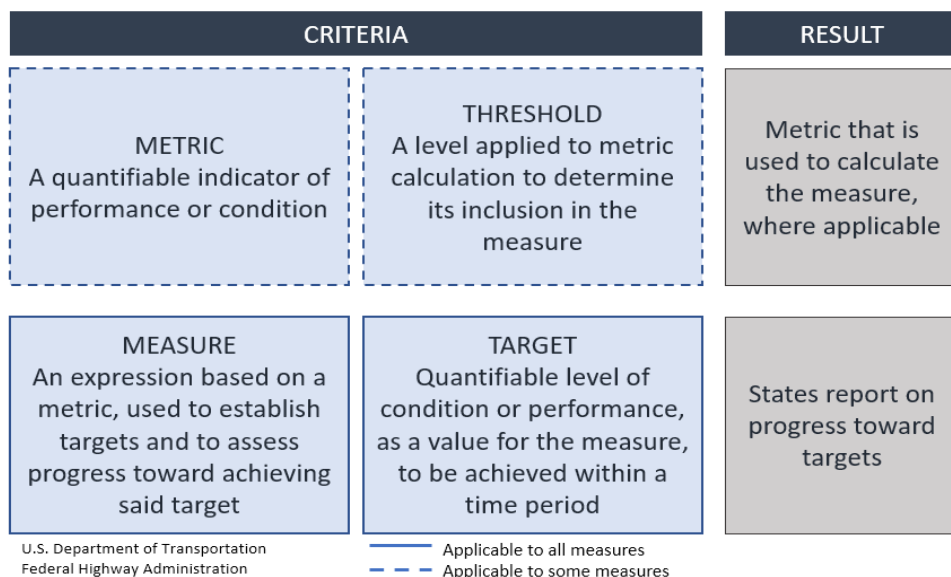 CRITERIA
RESULT
METRIC
A quantifiable indicator of
performance or condition
THRESHOLD
A level applied to metric
calculation to determine
its inclusion in the
measure
Metric that is
used to calculate
the measure,
where applicable
MEASURE
An expression based on a
metric, used to establish
targets and to assess
progress toward achieving
said target
TARGET
Quantifiable level of
condition or performance,
as a value for the measure,
to be achieved within a
time period
States report on
progress toward
targets
U.S. Department of Transportation
Federal Highway Administration
Applicable to all measures
Applicable to some measures